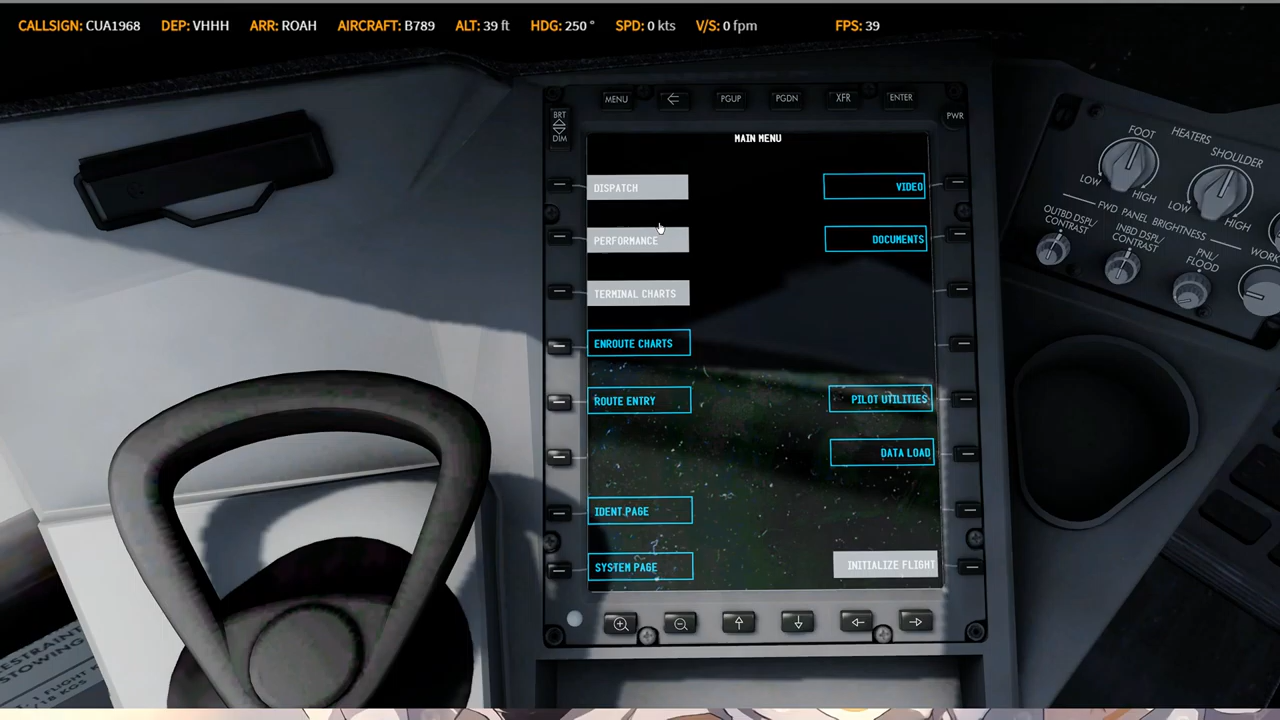 CALLSIGN: CUA1968 DEP: VHHH ARR: ROAH AIRCRAFT: B789 ALT: 39 ft HDG: 250 ° SPD: 0 kts V/S: 0 fpm FPS: 39
MENU PGUP PGDN XFR ENTER
BRT
DIM
PWR
MAIN MENU
DISPATCH
VIDEO
PERFORMANCE
DOCUMENTS
TERMINAL CHARTS
ENROUTE CHARTS
ROUTE ENTRY
PILOT UTILITIES
DATA LOAD
IDENT PAGE
SYSTEM PAGE
INITIALIZE FLIGHT
HEATERS
FOOT
SHOULDER
LOW HIGH
LOW HIGH
FWD PANEL BRIGHTNESS
OUTBD DSPL/
CONTRAST
INBD DSPL/
CONTRAST
PNL/
FLOOD
WORK